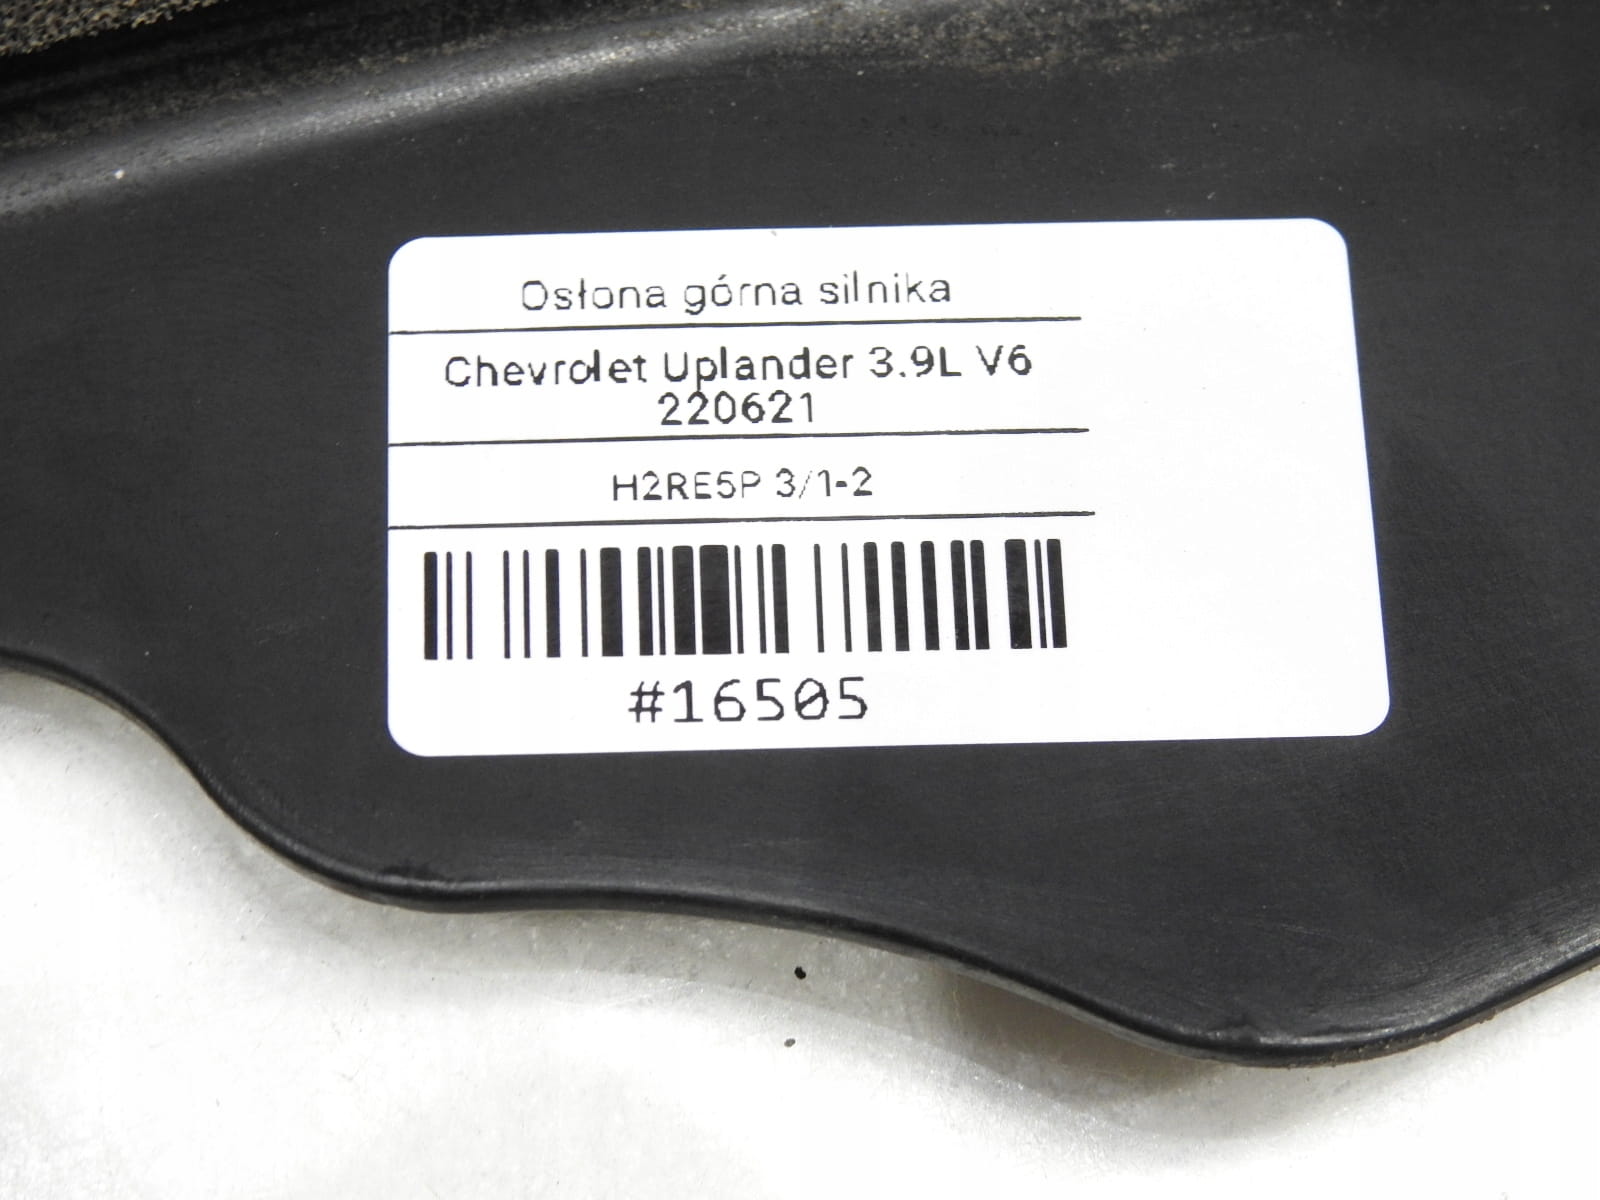 Osłona górna silnika
Chevrolet Uplander 3.9L V6
220621
H2RE5P 3/1-2
#16505